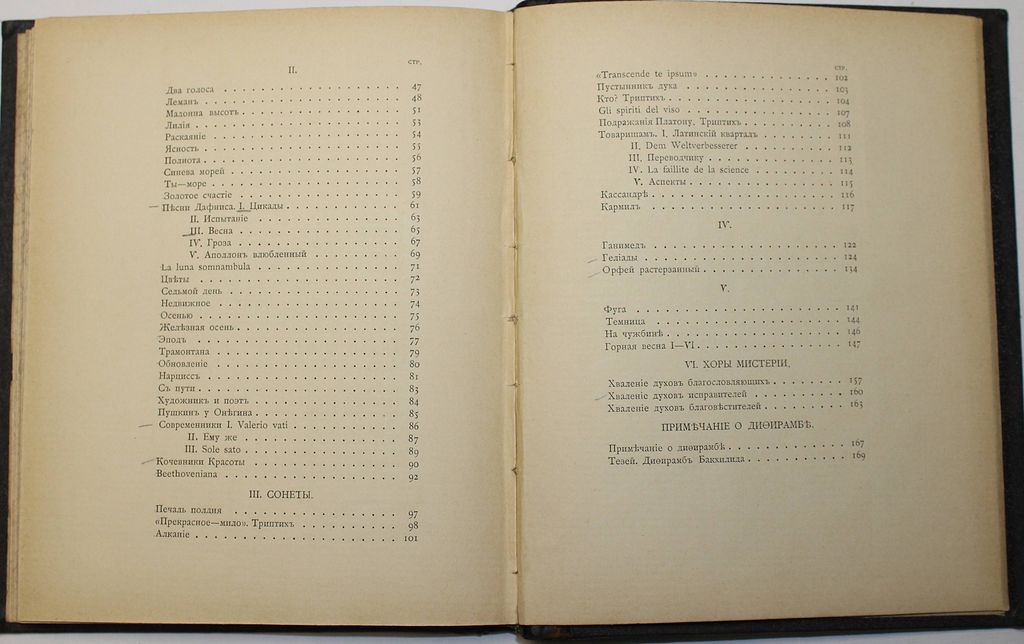 II.
СТР.
Два голоса . . . . . . . . . . . . . . . . 47
Леманъ . . . . . . . . . . . . . . . . 48
Мадонна высотъ . . . . . . . . . . . . . . . . 51
Лилія . . . . . . . . . . . . . . . . 53
Раскаяніе . . . . . . . . . . . . . . . . 54
Ясность . . . . . . . . . . . . . . . . 55
Полнота . . . . . . . . . . . . . . . . 56
Синева морей . . . . . . . . . . . . . . . . 57
Ты—море . . . . . . . . . . . . . . . . 58
Золотое счастіе . . . . . . . . . . . . . . . . 59
Пѣсни Дафниса. I. Цикады . . . . . . . . . . . . 61
II. Испытаніе . . . . . . . . . . . . 63
III. Весна . . . . . . . . . . . . 65
IV. Гроза . . . . . . . . . . . . 67
V. Аполлонъ влюбленный . . . . . . . . 69
La luna somnambula . . . . . . . . . . . . 71
Цвѣты . . . . . . . . . . . . . . . . 72
Седьмой день . . . . . . . . . . . . . . . . 73
Недвижное . . . . . . . . . . . . . . . . 74
Осенью . . . . . . . . . . . . . . . . 75
Желѣзная осень . . . . . . . . . . . . . . . . 76
Эподъ . . . . . . . . . . . . . . . . 77
Трамонтана . . . . . . . . . . . . . . . . 79
Обновленіе . . . . . . . . . . . . . . . . 80
Нарциссъ . . . . . . . . . . . . . . . . 81
Съ пути . . . . . . . . . . . . . . . . 83
Художникъ и поэтъ . . . . . . . . . . . . . . 84
Пушкинъ у Онѣгина . . . . . . . . . . . . . . 85
Современники I. Valerio vati . . . . . . . . . . 86
II. Ему же . . . . . . . . . . . . 87
III. Sole sato . . . . . . . . . . . . 89
Кочевники Красоты . . . . . . . . . . . . . . 90
Beethoveniana . . . . . . . . . . . . . . . . 92
III. СОНЕТЫ.
Печаль полдня . . . . . . . . . . . . . . 97
«Прекрасное—мило». Триптихъ . . . . . . . . . 98
Алканіе . . . . . . . . . . . . . . . . 101
СТР.
«Transcende te ipsum» . . . . . . . . . . . . 102
Пустынникъ духа . . . . . . . . . . . . . . 103
Кто? Триптихъ . . . . . . . . . . . . . . 104
Gli spiriti del viso . . . . . . . . . . . . . . 107
Подражанія Платону. Триптихъ . . . . . . . . . 108
Товарищамъ. I. Латинскій кварталъ . . . . . . . . 111
II. Dem Weltverbesserer . . . . . . . . . 112
III. Переводчику . . . . . . . . . . . . 113
IV. La faillite de la science . . . . . . . . . 114
V. Аспекты . . . . . . . . . . . . . . 115
Кассандрѣ . . . . . . . . . . . . . . . . 116
Кармилъ . . . . . . . . . . . . . . . . 117
IV.
Ганимедъ . . . . . . . . . . . . . . . . 122
Геліады . . . . . . . . . . . . . . . . 124
Орфей растерзанный . . . . . . . . . . . . 134
V.
Фуга . . . . . . . . . . . . . . . . 141
Темница . . . . . . . . . . . . . . . . 144
На чужбинѣ . . . . . . . . . . . . . . 146
Горная весна I—VI . . . . . . . . . . . . 147
VI. ХОРЫ МИСТЕРІЙ.
Хваленіе духовъ благословляющихъ . . . . . . . . 157
Хваленіе духовъ исправителей . . . . . . . . . 160
Хваленіе духовъ благовѣстителей . . . . . . . . 163
ПРИМѢЧАНІЕ О ДИѲИРАМБѢ.
Примѣчаніе о диѳирамбѣ . . . . . . . . . . . 167
Тезей. Диѳирамбъ Бакхилида . . . . . . . . . . 169